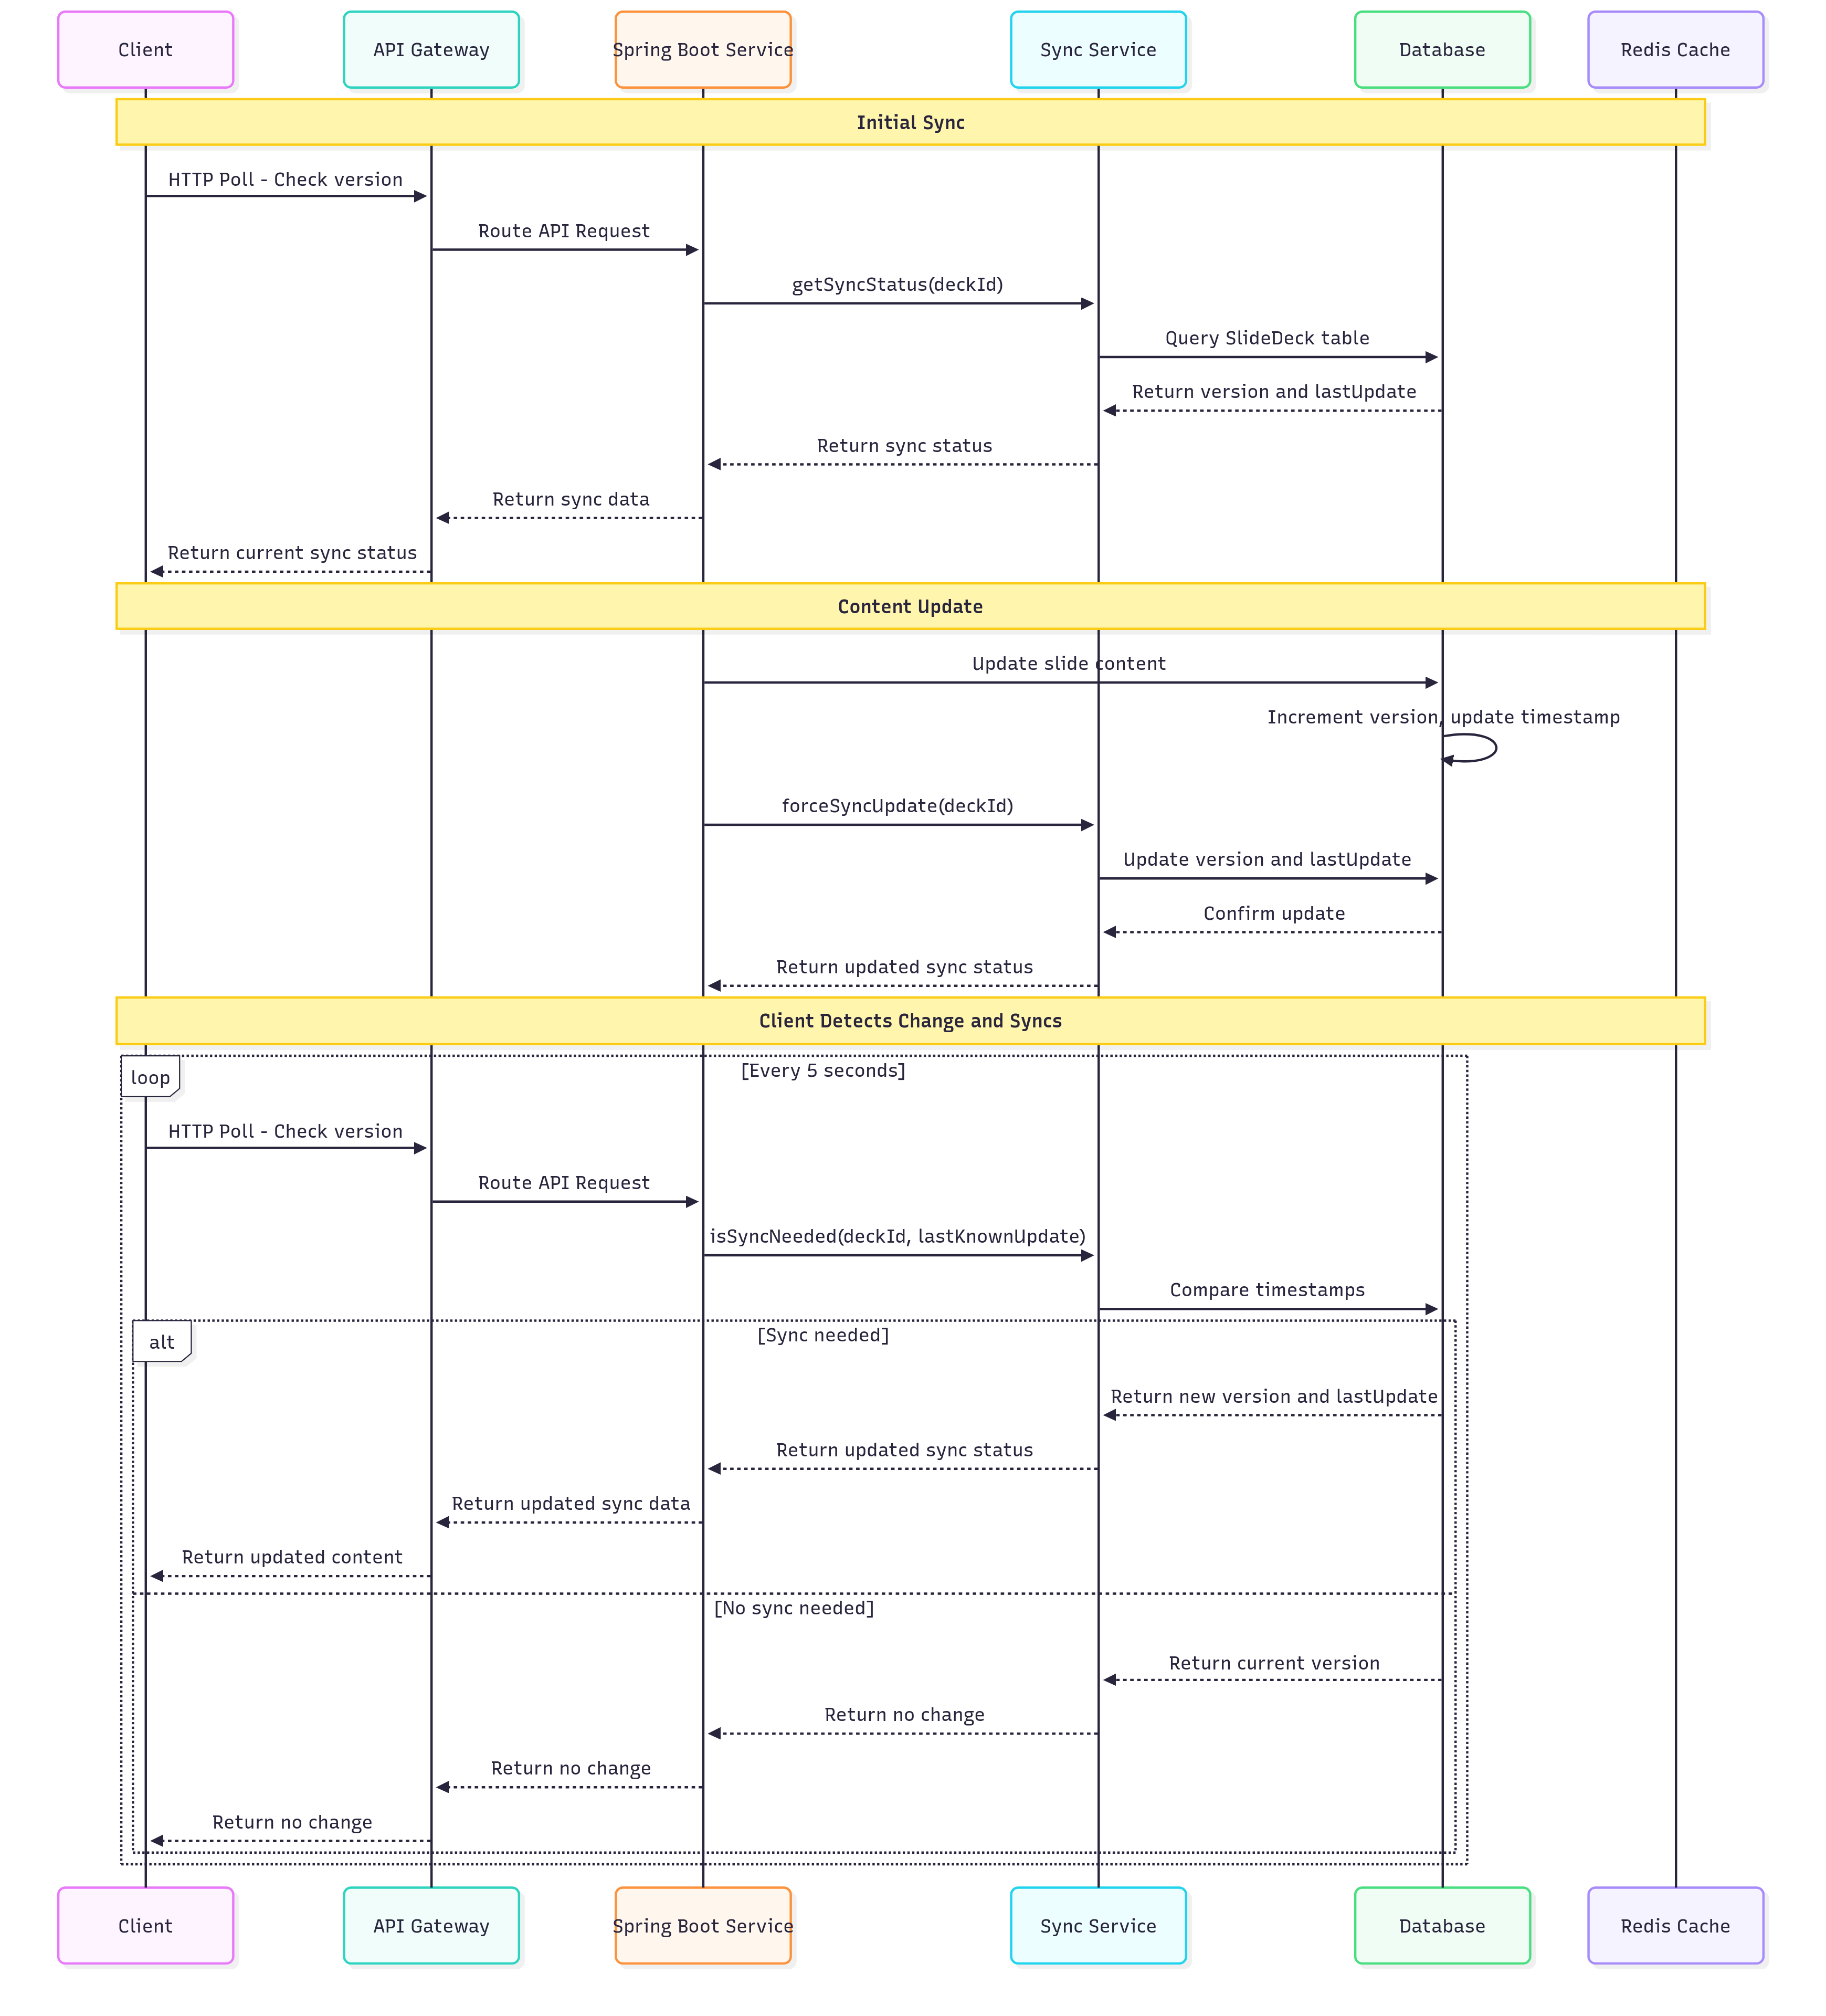 Client
API Gateway
Spring Boot Service
Sync Service
Database
Redis Cache
Initial Sync
HTTP Poll - Check version
Route API Request
getSyncStatus(deckId)
Query SlideDeck table
Return version and lastUpdate
Return sync status
Return sync data
Return current sync status
Content Update
Update slide content
Increment version, update timestamp
forceSyncUpdate(deckId)
Update version and lastUpdate
Confirm update
Return updated sync status
Client Detects Change and Syncs
loop
[Every 5 seconds]
HTTP Poll - Check version
Route API Request
isSyncNeeded(deckId, lastKnownUpdate)
Compare timestamps
alt
[Sync needed]
Return new version and lastUpdate
Return updated sync status
Return updated sync data
Return updated content
[No sync needed]
Return current version
Return no change
Return no change
Return no change
Client
API Gateway
Spring Boot Service
Sync Service
Database
Redis Cache